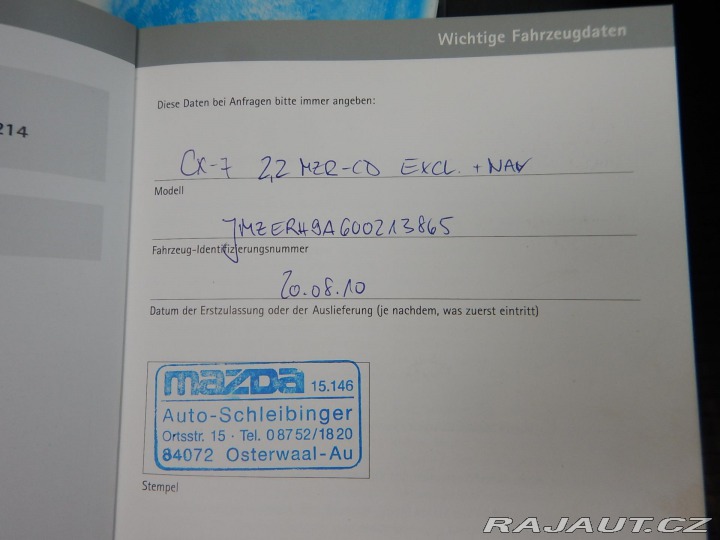 214
Wichtige Fahrzeugdaten
Diese Daten bei Anfragen bitte immer angeben:
CX-7 2,2 MZR-CD EXCL. + NAV
Modell
JMZERH9A600213865
Fahrzeug-Identifizierungsnummer
20.08.10
Datum der Erstzulassung oder der Auslieferung (je nachdem, was zuerst eintritt)
mazda 15.146
Auto-Schleibinger
Ortsstr. 15 · Tel. 08752/1820
84072 Osterwaal-Au
Stempel
RAJAUT.CZ